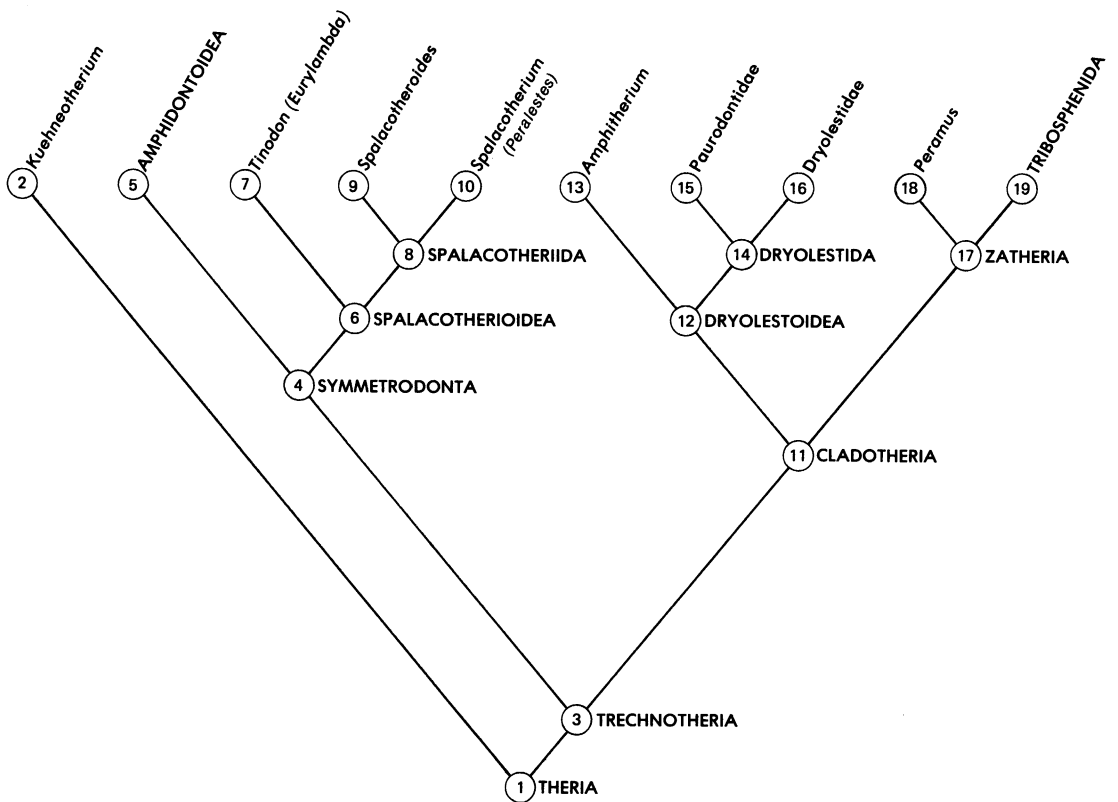 Kuehneotherium
AMPHIDONTOIDEA
Tinodon (Eurylambda)
Spalacotheroides
Spalacotherium
(Peralestes)
Amphitherium
Paurodontidae
Dryolestidae
Peramus
TRIBOSPHENIDA
2
5
7
9
10
13
15
16
18
19
8 SPALACOTHERIIDA
14 DRYOLESTIDA
17 ZATHERIA
6 SPALACOTHERIOIDEA
12 DRYOLESTOIDEA
4 SYMMETRODONTA
11 CLADOTHERIA
3 TRECHNOTHERIA
1 THERIA